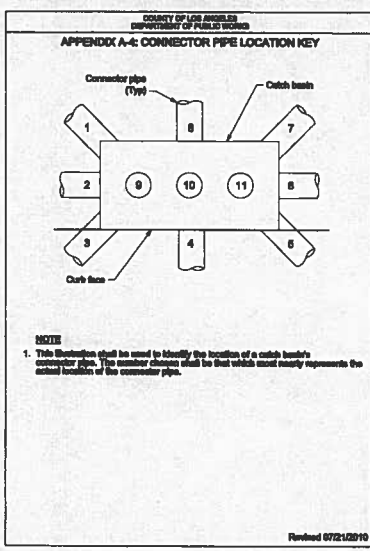 COUNTY OF LOS ANGELES
DEPARTMENT OF PUBLIC WORKS
APPENDIX A-4: CONNECTOR PIPE LOCATION KEY
Connector pipe
(Typ)
Catch basin
1
8
7
2
9
10
11
6
3
4
5
Curb face
NOTE
1. This illustration shall be used to identify the location of a catch basin's
connector pipe. The number chosen shall be that which most nearly represents the
actual location of the connector pipe.
Revised 07/21/2010